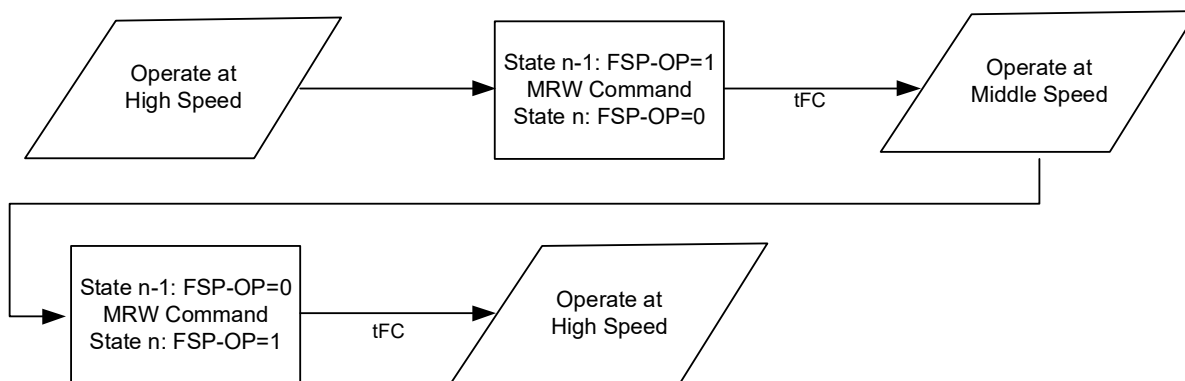 Operate at
High Speed
State n-1: FSP-OP=1
MRW Command
State n: FSP-OP=0
tFC
Operate at
Middle Speed
State n-1: FSP-OP=0
MRW Command
State n: FSP-OP=1
tFC
Operate at
High Speed